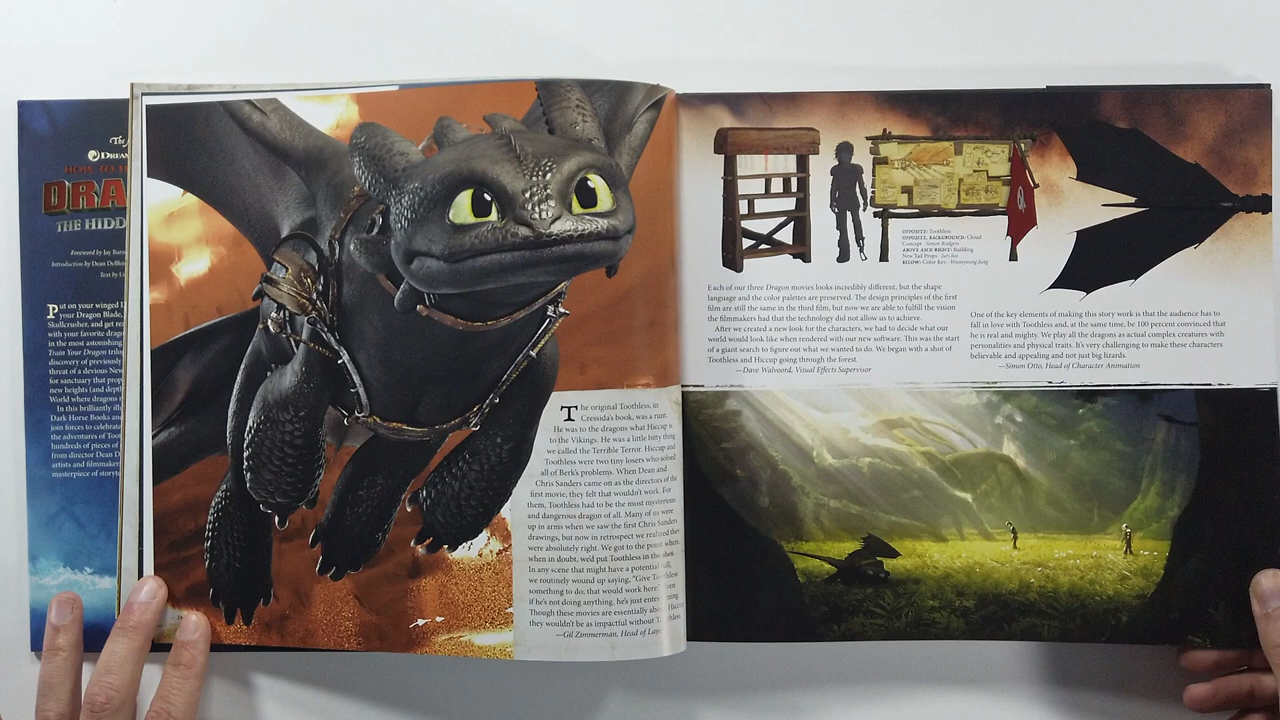 The
DREAM
HOW TO
DRA
THE HIDD
Foreword by Jay Baru
Introduction by Dean DeBlo
Text by
Put on your winged
your Dragon Blade,
Skullcrusher, and get rea
with your favorite drago
in the most astonishing
Train Your Dragon trilo
discovery of previously
threat of a devious New
for sanctuary that prop
new heights (and depth
World where dragons
In this brilliantly ill
Dark Horse Books and
join forces to celebrate
the adventures of Toot
hundreds of pieces of
from director Dean D
artists and filmmaker
masterpiece of storyte
The original Toothless, in
Cressida's book, was a runt.
He was to the dragons what Hiccup is
to the Vikings. He was a little bitty thing
we called the Terrible Terror. Hiccup and
Toothless were two tiny losers who solved
all of Berk's problems. When Dean and
Chris Sanders came on as the directors of the
first movie, they felt that wouldn't work. For
them, Toothless had to be the most mysterious
and dangerous dragon of all. Many of us were
up in arms when we saw the first Chris Sanders
drawings, but now in retrospect we realized they
were absolutely right. We got to the point where,
when in doubt, we'd put Toothless in the shot.
In any scene that might have a potential lull,
we routinely wound up saying, "Give Toothless
something to do; that would work here." Even
if he's not doing anything, he's just entertaining
Though these movies are essentially about Hiccup
they wouldn't be as impactful without Toothless
—Gil Zimmerman, Head of Layo
OPPOSITE: Toothless
OPPOSITE, BACKGROUND: Cloud
Concept · Simon Rodgers
ABOVE AND RIGHT: Building
New Tail Props · Iuri Lioi
BELOW: Color Key · Woonyoung Jung
Each of our three Dragon movies looks incredibly different, but the shape
language and the color palettes are preserved. The design principles of the first
film are still the same in the third film, but now we are able to fulfill the vision
the filmmakers had that the technology did not allow us to achieve.
After we created a new look for the characters, we had to decide what our
world would look like when rendered with our new software. This was the start
of a giant search to figure out what we wanted to do. We began with a shot of
Toothless and Hiccup going through the forest.
—Dave Walvoord, Visual Effects Supervisor
One of the key elements of making this story work is that the audience has to
fall in love with Toothless and, at the same time, be 100 percent convinced that
he is real and mighty. We play all the dragons as actual complex creatures with
personalities and physical traits. It's very challenging to make these characters
believable and appealing and not just big lizards.
—Simon Otto, Head of Character Animation